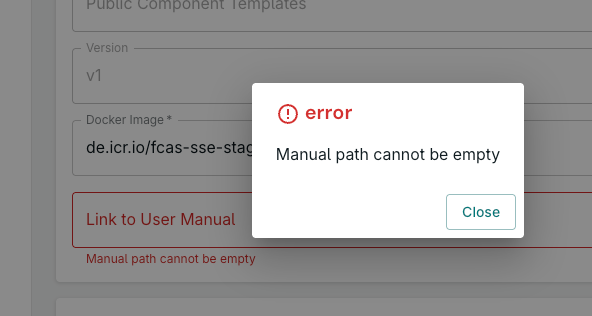 Public Component Templates
Version
v1
Docker Image *
de.icr.io/fcas-sse-stag
error
Manual path cannot be empty
Close
Link to User Manual
Manual path cannot be empty